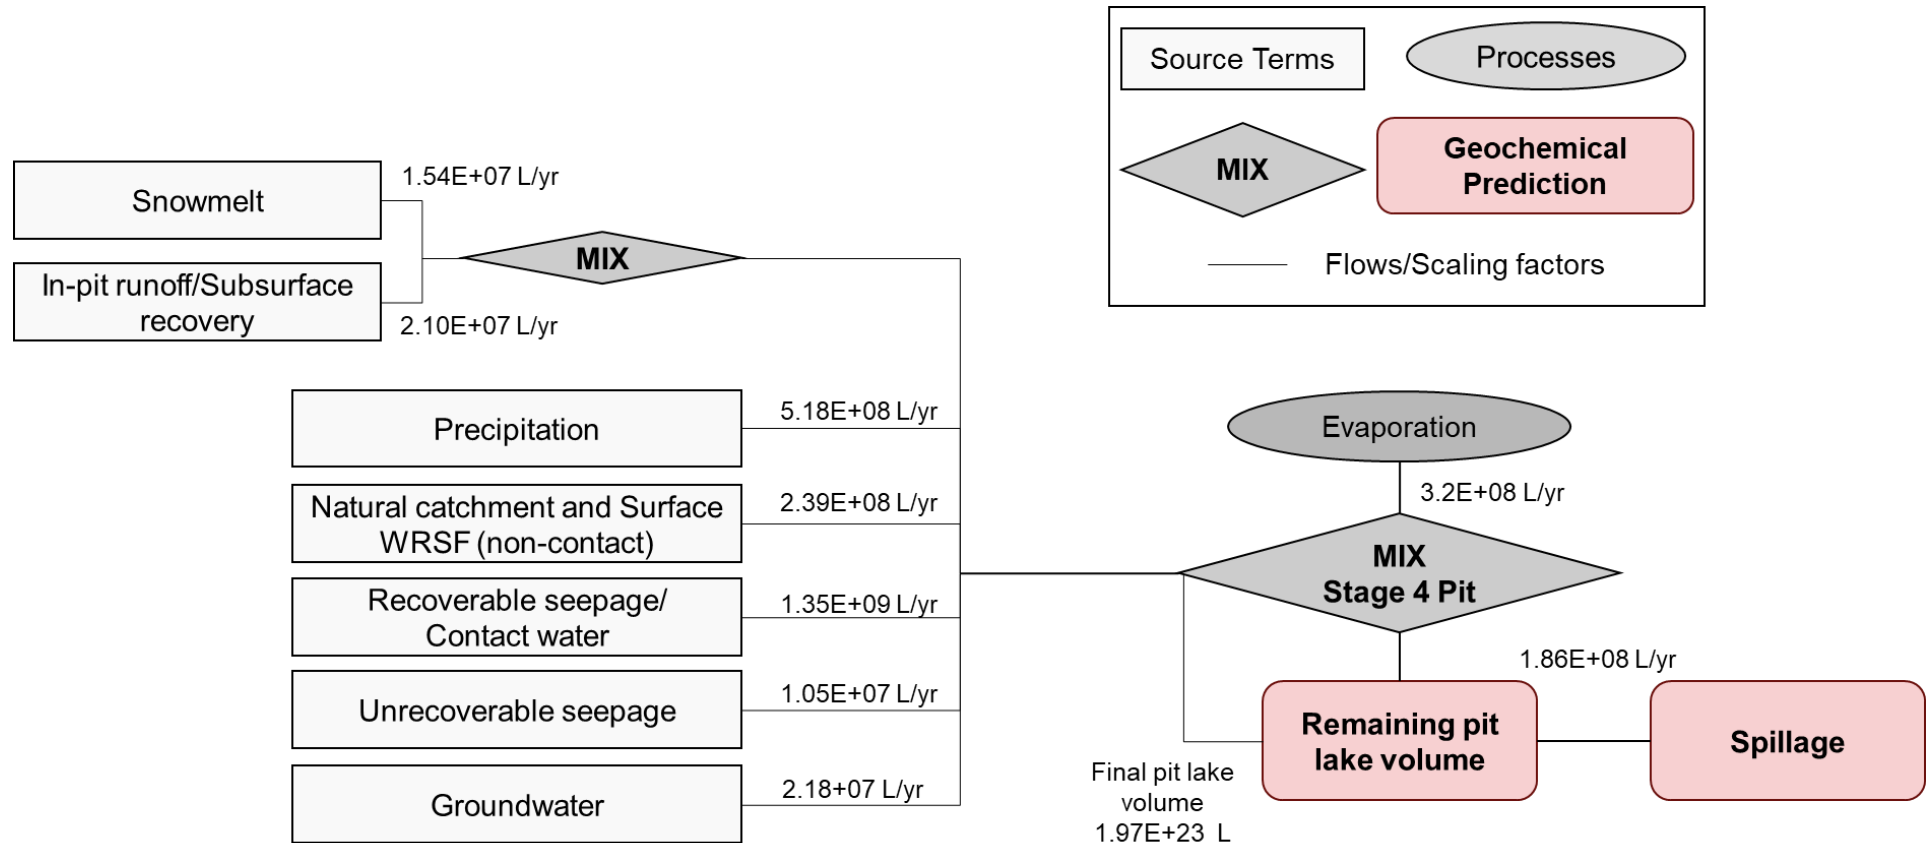 Source Terms
Processes
MIX
Geochemical
Prediction
Flows/Scaling factors
Snowmelt
1.54E+07 L/yr
In-pit runoff/Subsurface
recovery
2.10E+07 L/yr
MIX
Precipitation
5.18E+08 L/yr
Natural catchment and Surface
WRSF (non-contact)
2.39E+08 L/yr
Recoverable seepage/
Contact water
1.35E+09 L/yr
Unrecoverable seepage
1.05E+07 L/yr
Groundwater
2.18+07 L/yr
Evaporation
3.2E+08 L/yr
MIX
Stage 4 Pit
1.86E+08 L/yr
Remaining pit
lake volume
Spillage
Final pit lake
volume
1.97E+23 L